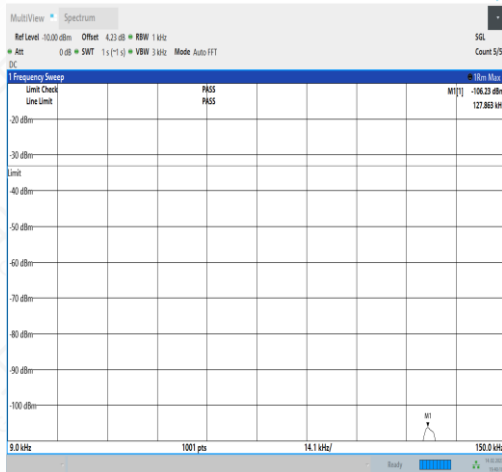 MultiView Spectrum
Ref Level -10.00 dBm Offset 4.23 dB RBW 1 kHz SGL
Att 0 dB SWT 1 s (~1 s) VBW 3 kHz Mode Auto FFT Count 5/5
DC
1 Frequency Sweep 1Rm Max
Limit Check PASS M1[1] -106.23 dBm
Line Limit PASS 127.863 kHz
-20 dBm
-30 dBm
Limit
-40 dBm
-50 dBm
-60 dBm
-70 dBm
-80 dBm
-90 dBm
-100 dBm
M1
9.0 kHz 1001 pts 14.1 kHz/ 150.0 kHz
Ready